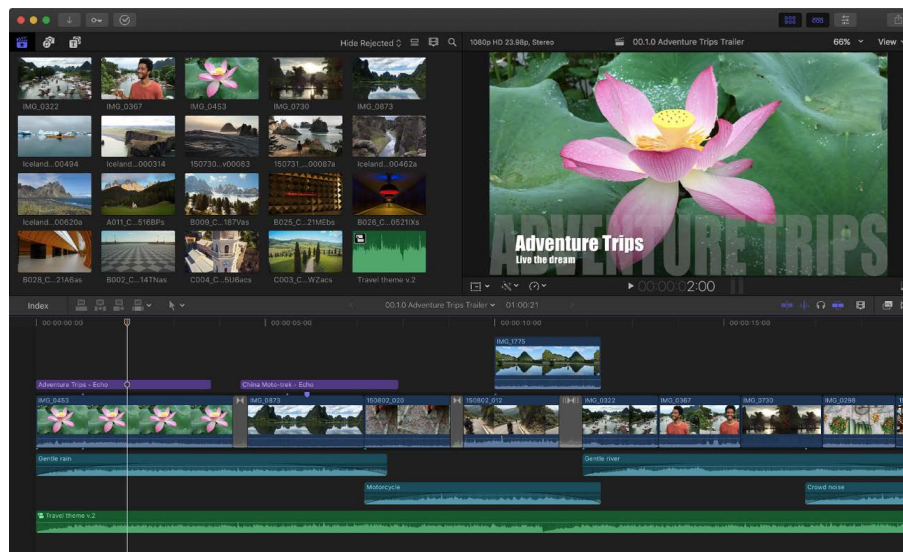 Hide Rejected
1080p HD 23.98p, Stereo
00.1.0 Adventure Trips Trailer
66%
View
IMG_0322
IMG_0367
IMG_0453
IMG_0730
IMG_0873
Iceland...00494
Iceland...000314
150730...v00083
150731_...00087a
Iceland...00462a
Iceland...00620a
A011_C...516BPs
B009_C...187Vas
B025_C...21MEbs
B026_C...0521IXs
B028_C...21A6as
B002_C...14TNas
C004_C...5U6acs
C003_C...WZacs
Travel theme v.2
ADVENTURE TRIPS
Adventure Trips
Live the dream
00:00:02:00
Index
00.1.0 Adventure Trips Trailer
01:00:21
00:00:00:00
00:00:05:00
00:00:10:00
00:00:15:00
IMG_1775
Adventure Trips - Echo
China Moto-trek - Echo
IMG_0453
IMG_0873
150802_020
150802_012
IMG_0322
IMG_0367
IMG_0730
IMG_0298
Gentle rain
Gentle river
Motorcycle
Crowd noise
Travel theme v.2